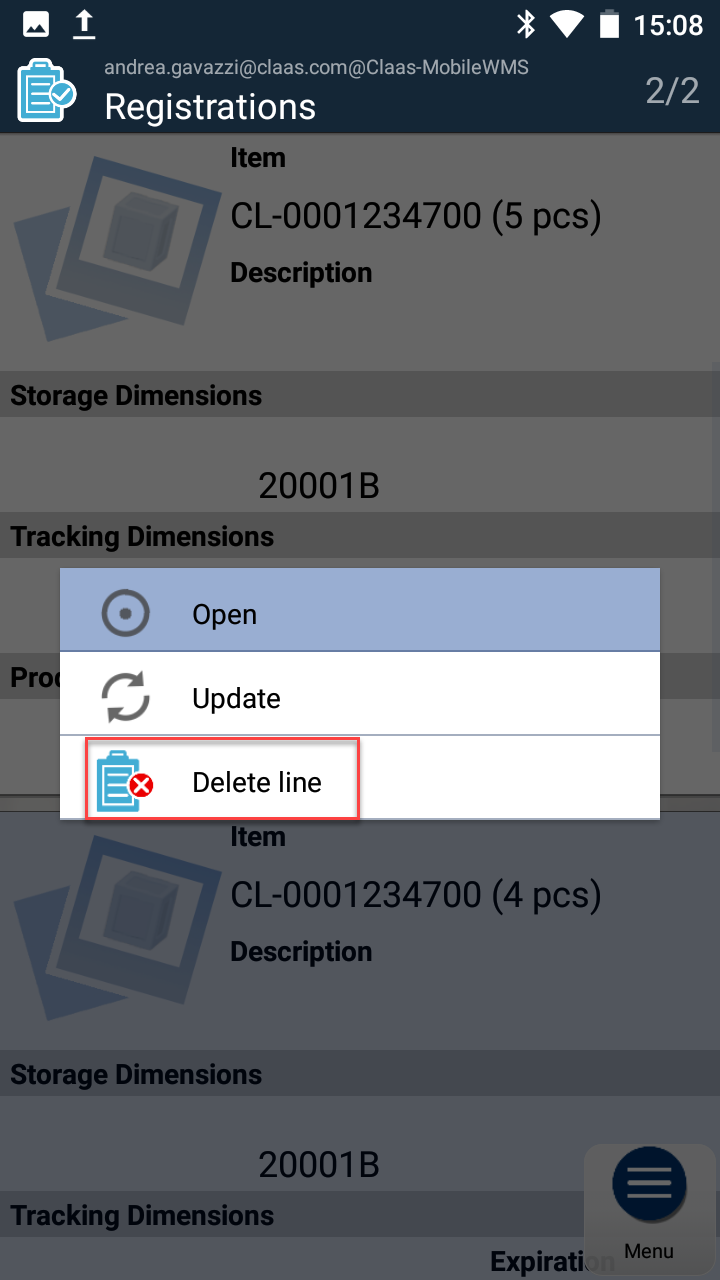 15:08
andrea.gavazzi@claas.com@Claas-MobileWMS
Registrations
2/2
Item
CL-0001234700 (5 pcs)
Description
Storage Dimensions
20001B
Tracking Dimensions
Open
Update
Delete line
Item
CL-0001234700 (4 pcs)
Description
Storage Dimensions
20001B
Tracking Dimensions
Expiration
Menu